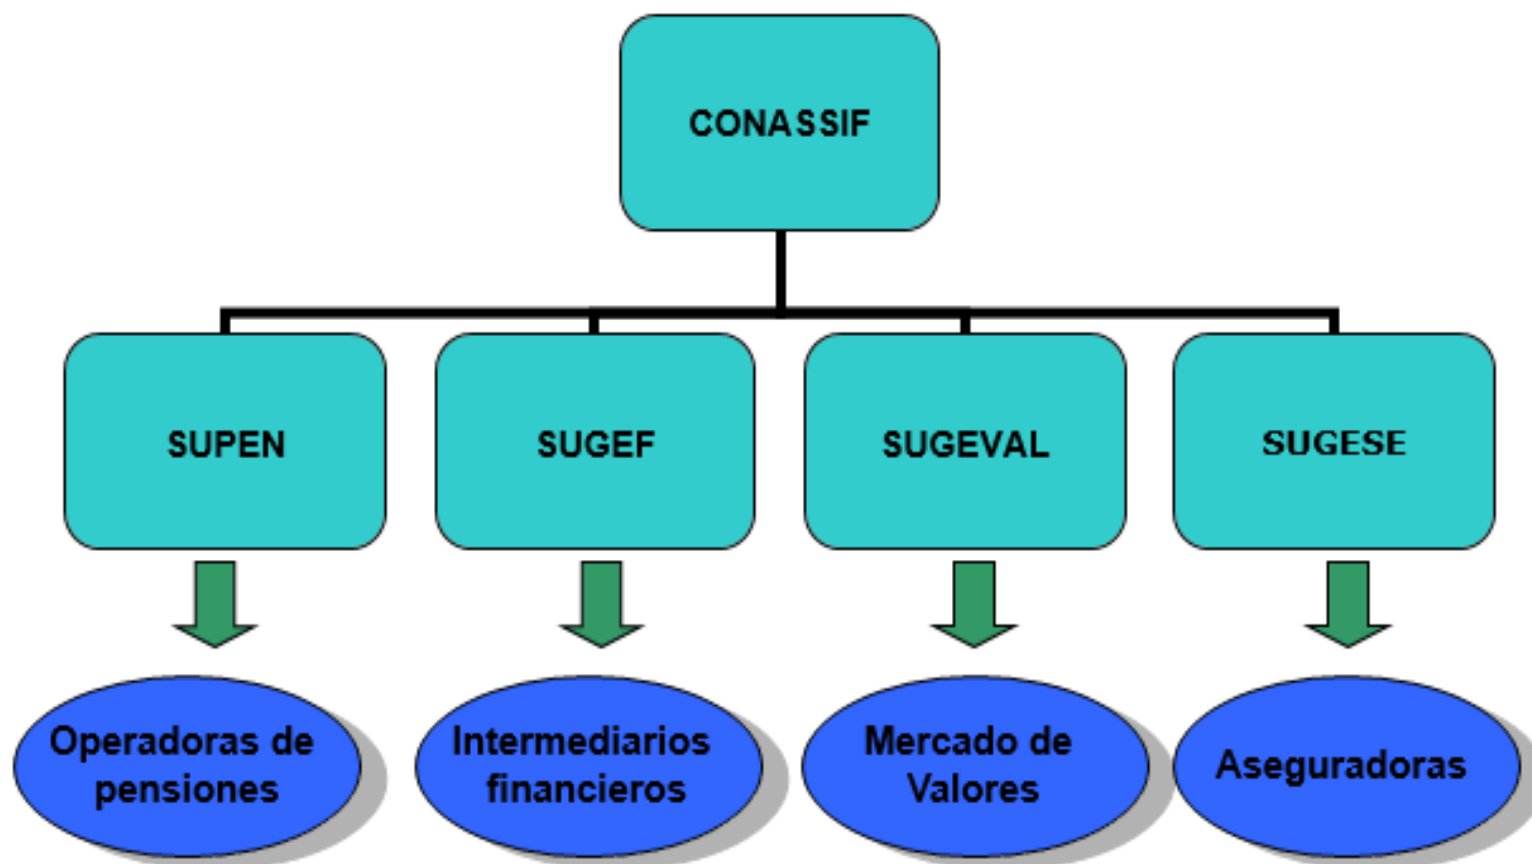 CONASSIF
SUPEN
SUGEF
SUGEVAL
SUGESE
Operadoras de
pensiones
Intermediarios
financieros
Mercado de
Valores
Aseguradoras